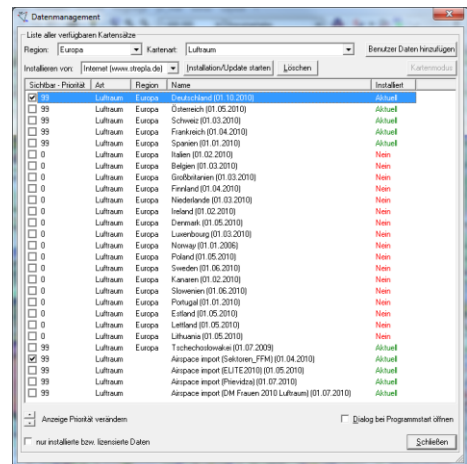 Datenmanagement
Liste aller verfügbaren Kartensätze
Region: Europa Kartenart: Luftraum Benutzer Daten hinzufügen
Installieren von: Internet (www.strepla.de) Installation/Update starten Löschen Kartenmodus
Sichtbar - Priorität Art Region Name Installiert
99 Luftraum Europa Deutschland (01.10.2010) Aktuell
99 Luftraum Europa Österreich (01.05.2010) Aktuell
99 Luftraum Europa Schweiz (01.03.2010) Aktuell
99 Luftraum Europa Frankreich (01.04.2010) Aktuell
99 Luftraum Europa Spanien (01.01.2010) Aktuell
0 Luftraum Europa Italien (01.02.2010) Nein
0 Luftraum Europa Belgien (01.03.2010) Nein
0 Luftraum Europa Großbritanien (01.03.2010) Nein
0 Luftraum Europa Finnland (01.04.2010) Nein
0 Luftraum Europa Niederlande (01.03.2010) Nein
0 Luftraum Europa Ireland (01.02.2010) Nein
0 Luftraum Europa Denmark (01.05.2010) Nein
0 Luftraum Europa Luxenbourg (01.03.2010) Nein
0 Luftraum Europa Norway (01.01.2006) Nein
0 Luftraum Europa Poland (01.05.2010) Nein
0 Luftraum Europa Sweden (01.06.2010) Nein
0 Luftraum Europa Kanaren (01.02.2010) Nein
0 Luftraum Europa Slowenien (01.06.2010) Nein
0 Luftraum Europa Portugal (01.01.2010) Nein
0 Luftraum Europa Estland (01.05.2010) Nein
0 Luftraum Europa Lettland (01.05.2010) Nein
0 Luftraum Europa Lithuania (01.05.2010) Nein
99 Luftraum Europa Tschechoslowakei (01.07.2009) Aktuell
99 Luftraum Airspace import (Sektoren_FFM) (01.04.2010) Aktuell
99 Luftraum Airspace import (ELITE2010) (01.05.2010) Aktuell
99 Luftraum Airspace import (Prievidza) (01.07.2010) Aktuell
99 Luftraum Airspace import (DM Frauen 2010 Luftraum) (01.07.2010) Aktuell
Anzeige Priorität verändern Dialog bei Programmstart öffnen
nur installierte bzw. lizensierte Daten Schließen